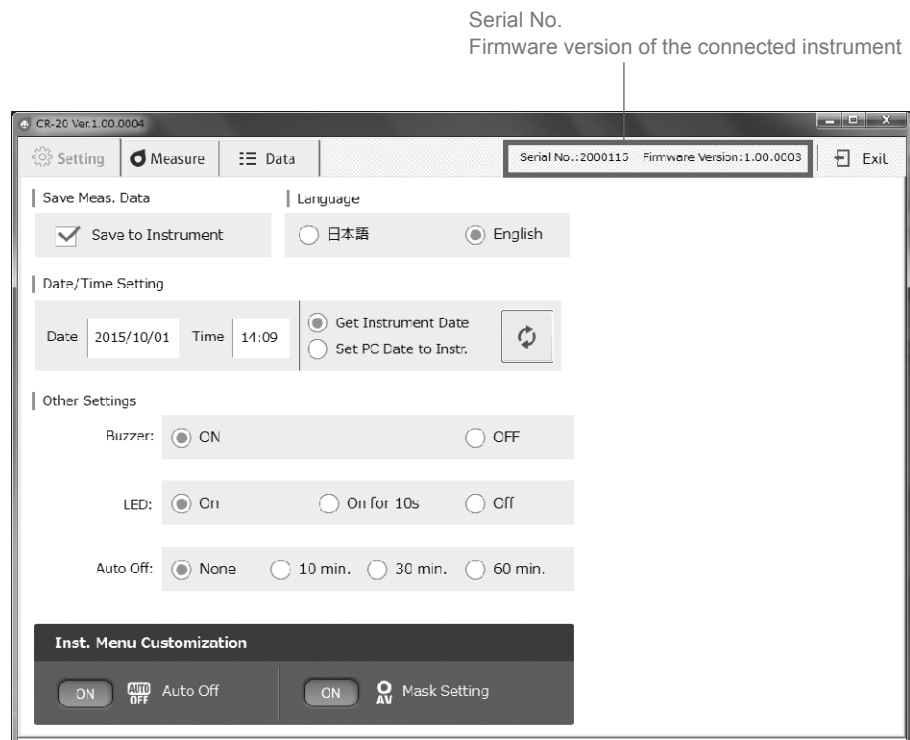 Serial No.
Firmware version of the connected instrument
CR-20 Ver.1.00.0004
Setting Measure Data Serial No.:2000115 Firmware Version:1.00.0003 Exit
Save Meas. Data Language
Save to Instrument 日本語 English
Date/Time Setting
Date 2015/10/01 Time 14:09 Get Instrument Date
Set PC Date to Instr.
Other Settings
Buzzer: ON OFF
LED: On On for 10s Off
Auto Off: None 10 min. 30 min. 60 min.
Inst. Menu Customization
ON AUTO OFF Auto Off ON AV Mask Setting